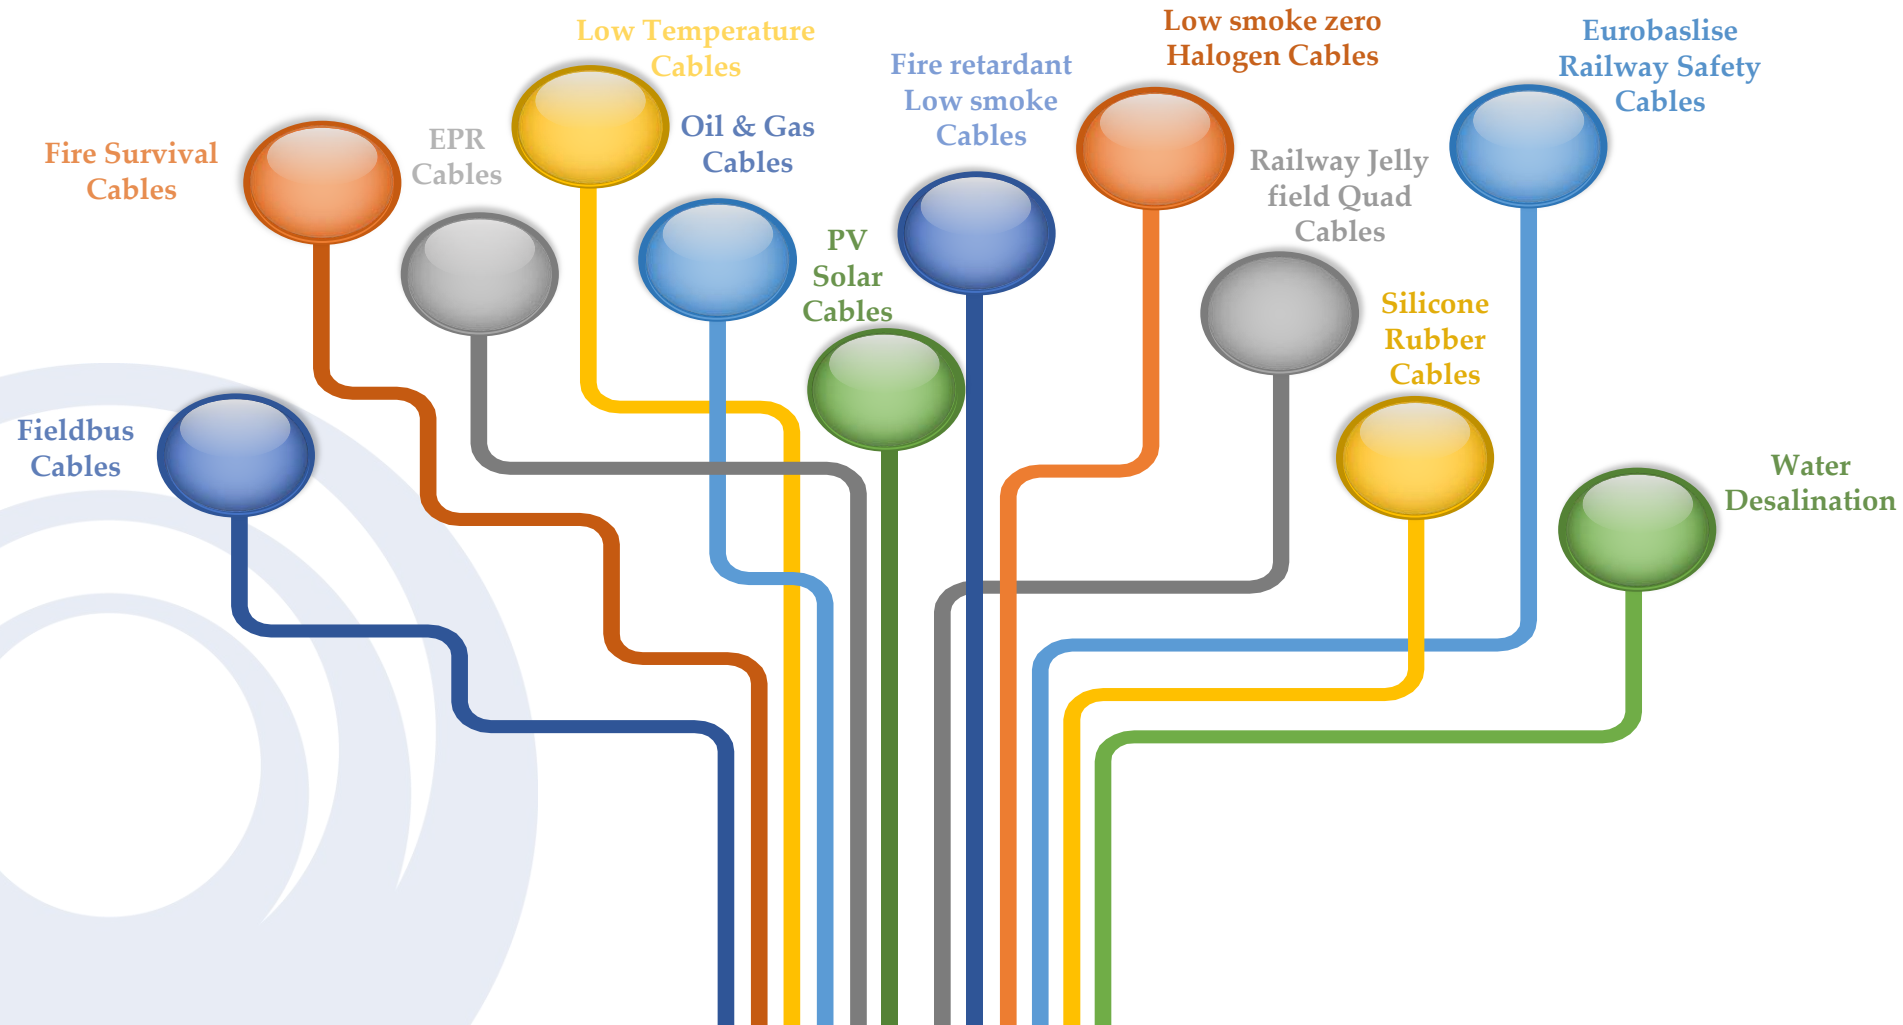 Fieldbus
Cables
Fire Survival
Cables
EPR
Cables
Low Temperature
Cables
Oil & Gas
Cables
PV
Solar
Cables
Fire retardant
Low smoke
Cables
Low smoke zero
Halogen Cables
Railway Jelly
field Quad
Cables
Silicone
Rubber
Cables
Eurobaslise
Railway Safety
Cables
Water
Desalination